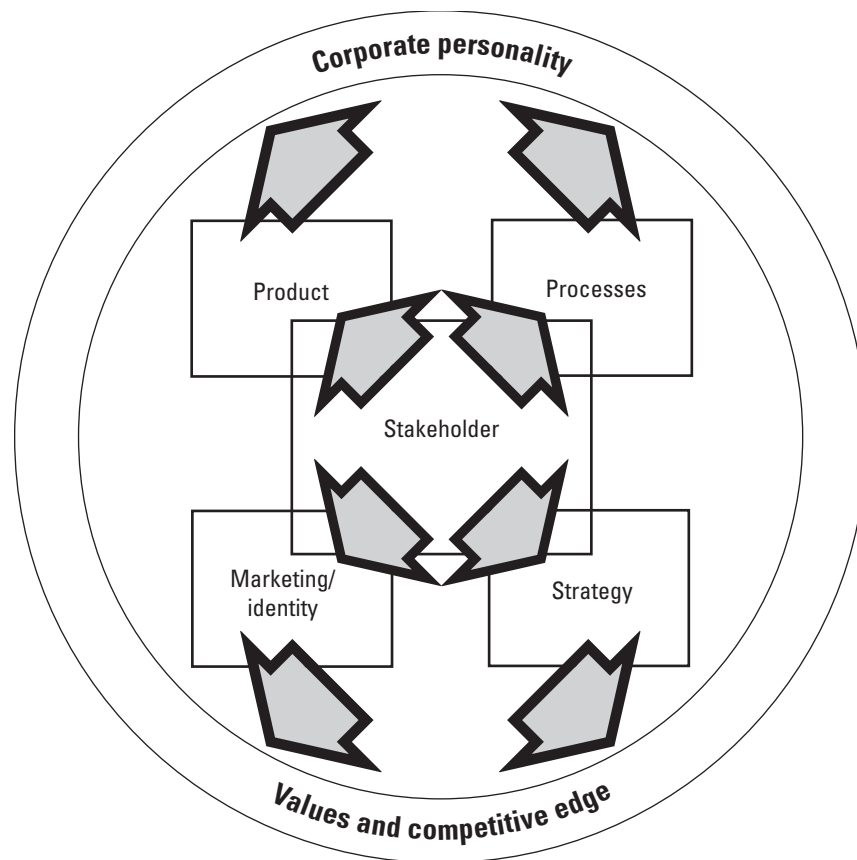 Corporate personality
Product
Processes
Stakeholder
Marketing/
identity
Strategy
Values and competitive edge